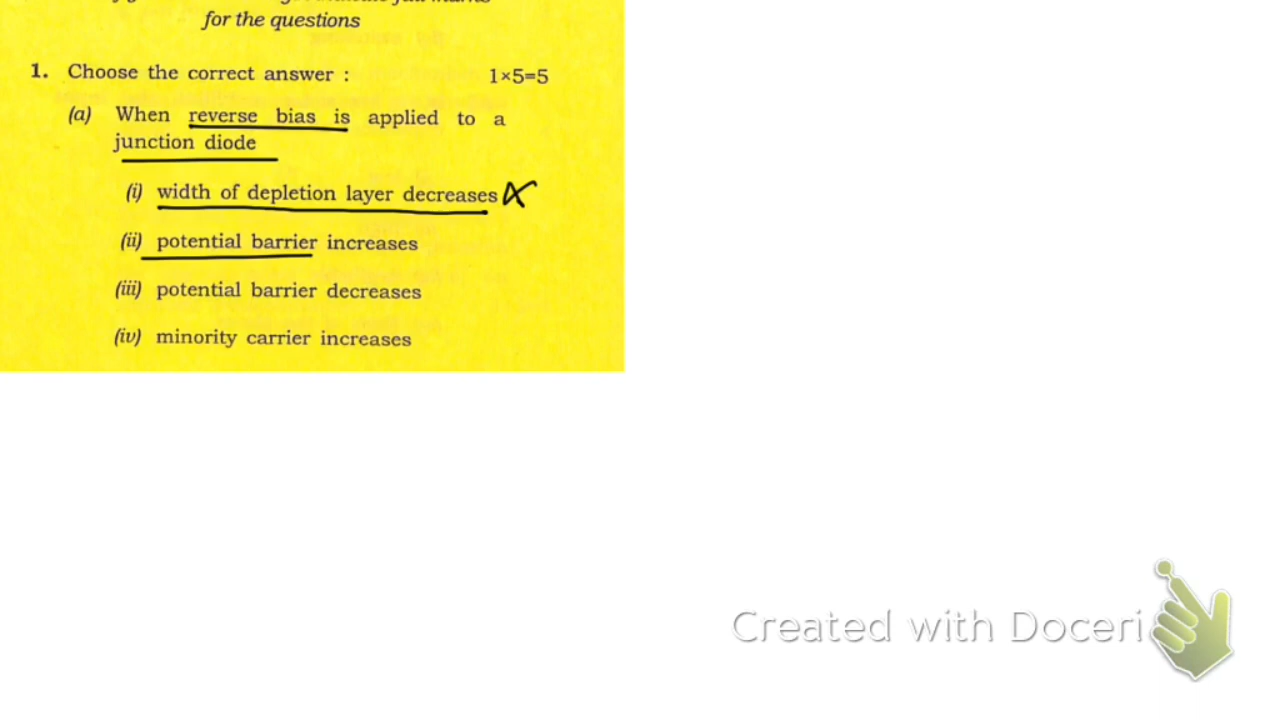 for the questions
1. Choose the correct answer : 1×5=5
(a) When reverse bias is applied to a
junction diode
(i) width of depletion layer decreases
(ii) potential barrier increases
(iii) potential barrier decreases
(iv) minority carrier increases
Created with Doceri